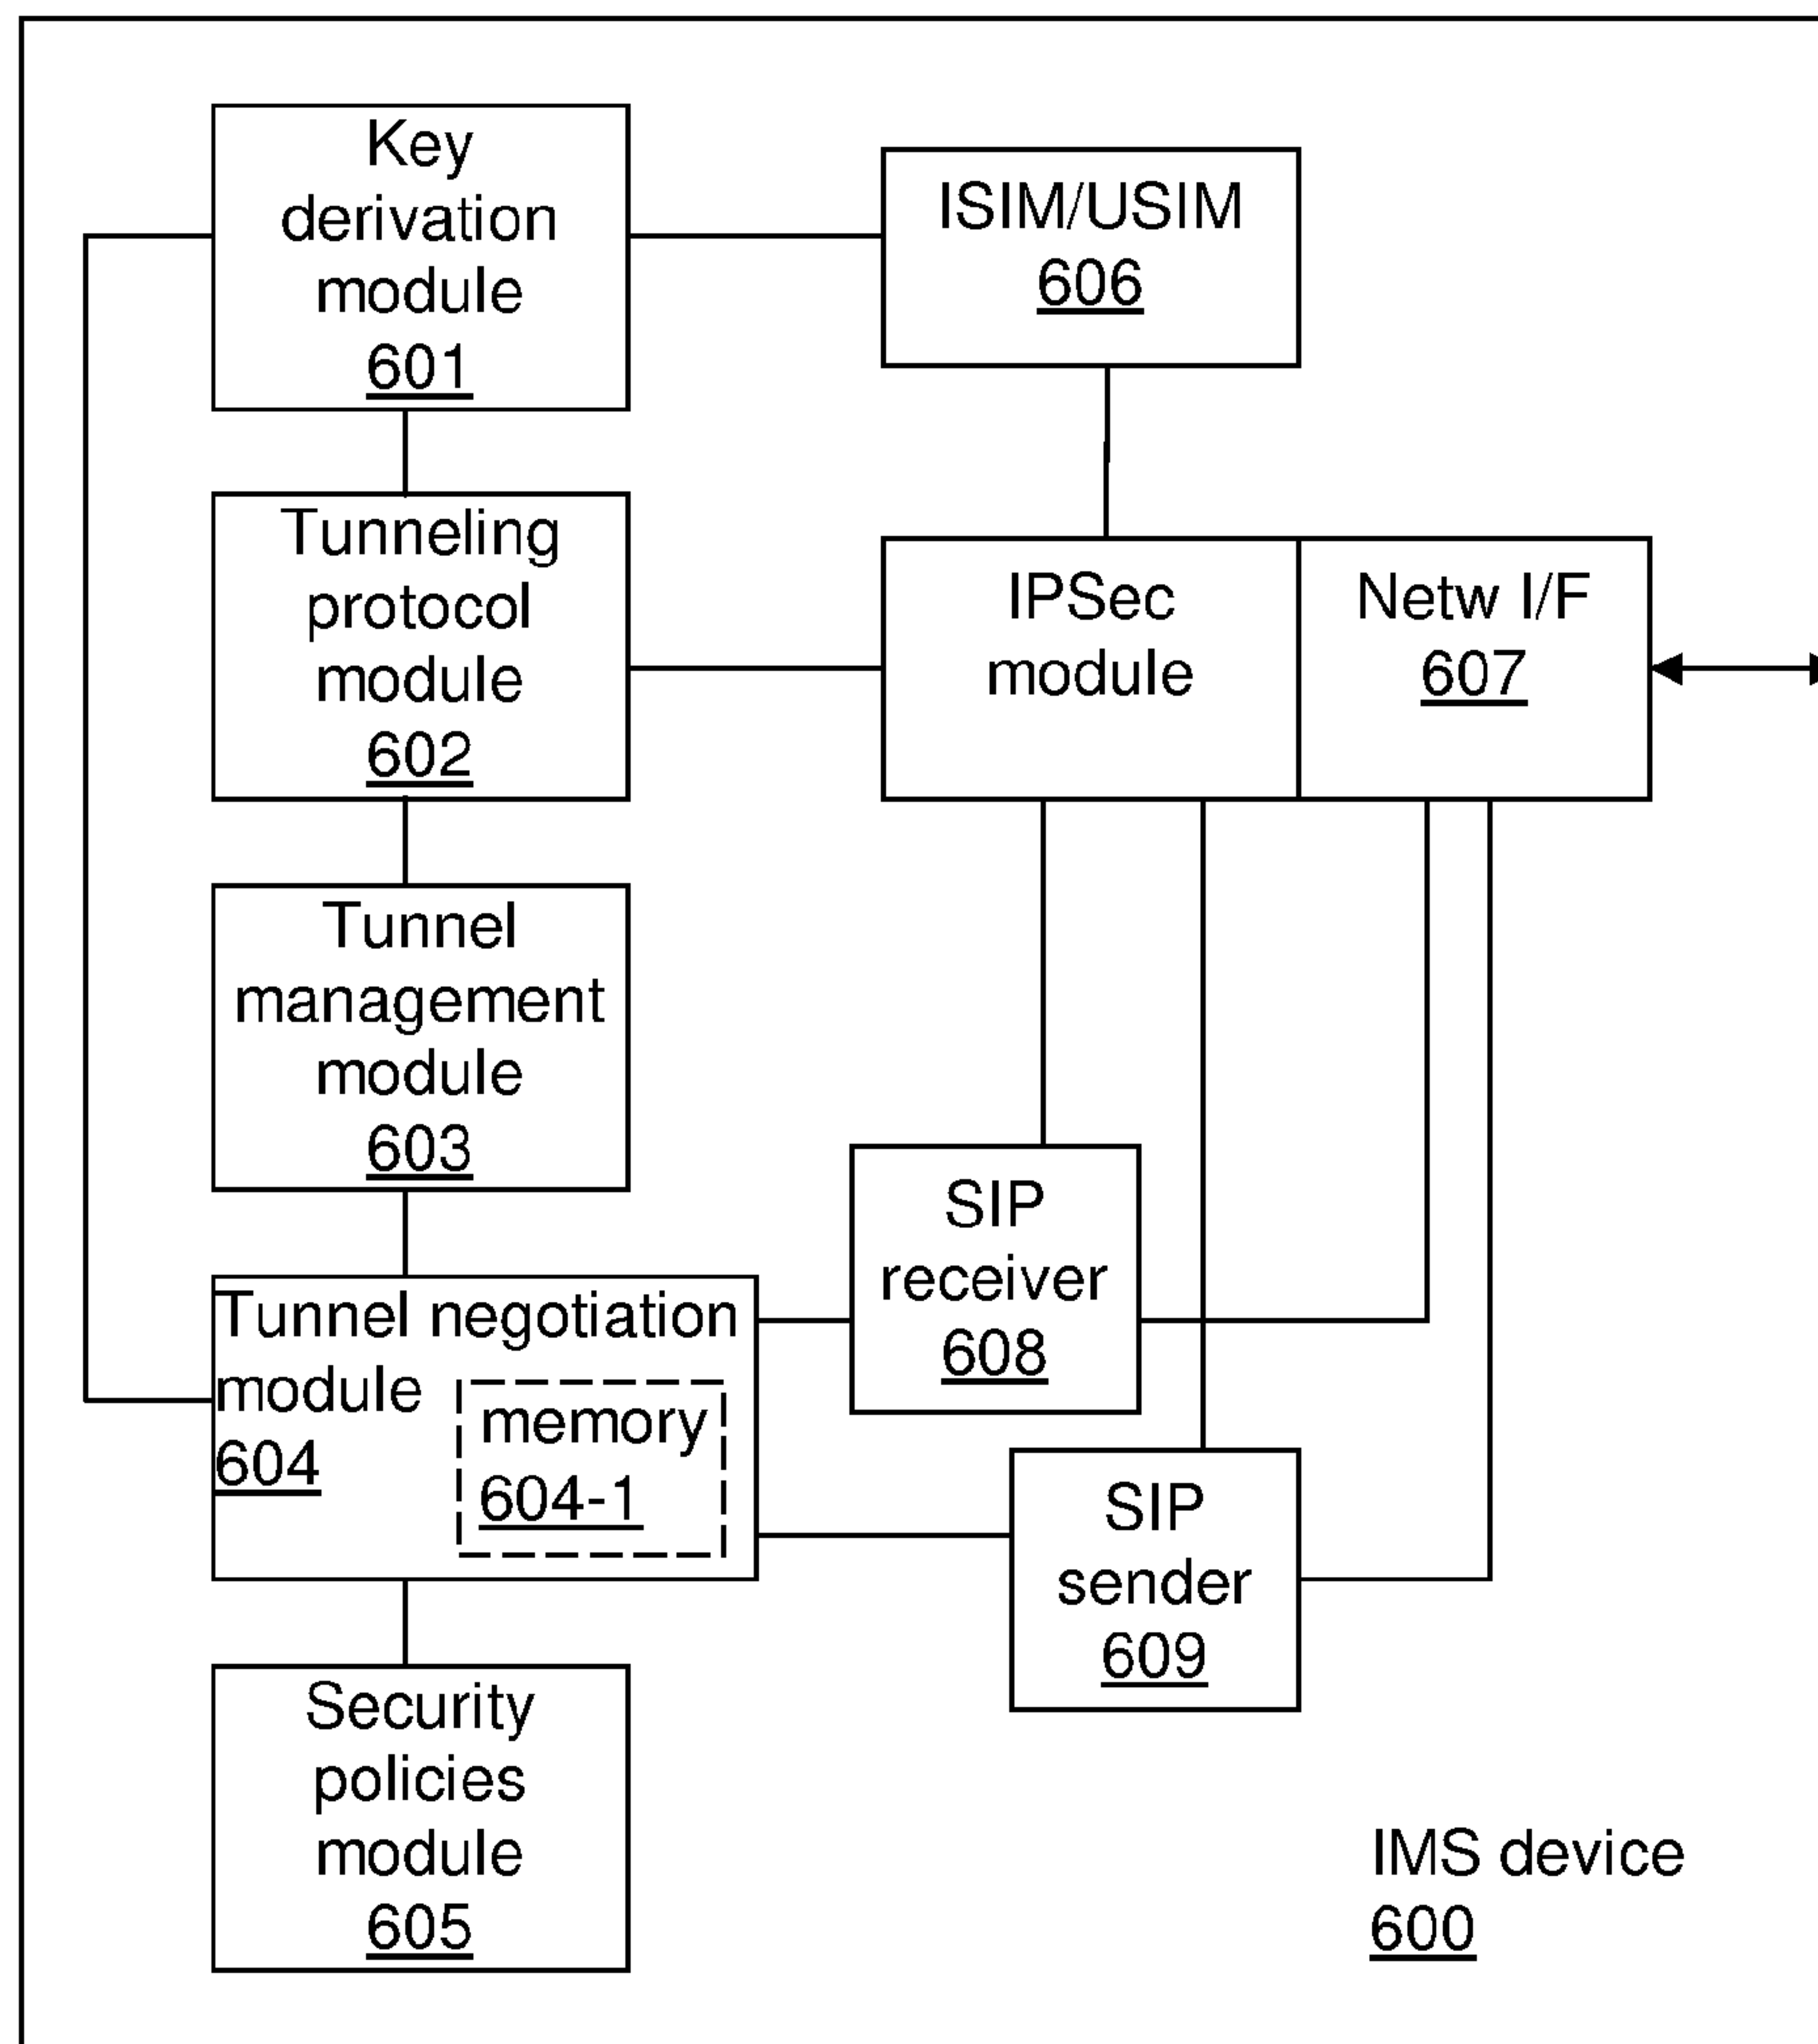 Key
derivation
module
601
ISIM/USIM
606
Tunneling
protocol
module
602
IPSec
module
Netw I/F
607
Tunnel
management
module
603
SIP
receiver
608
Tunnel negotiation
module
604
memory
604-1
SIP
sender
609
Security
policies
module
605
IMS device
600